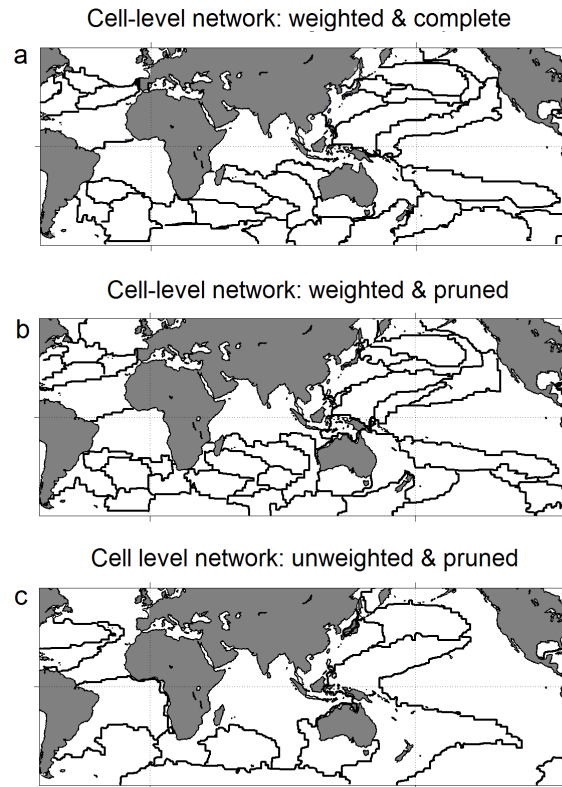 Cell-level network: weighted & complete
a
Cell-level network: weighted & pruned
b
Cell level network: unweighted & pruned
c